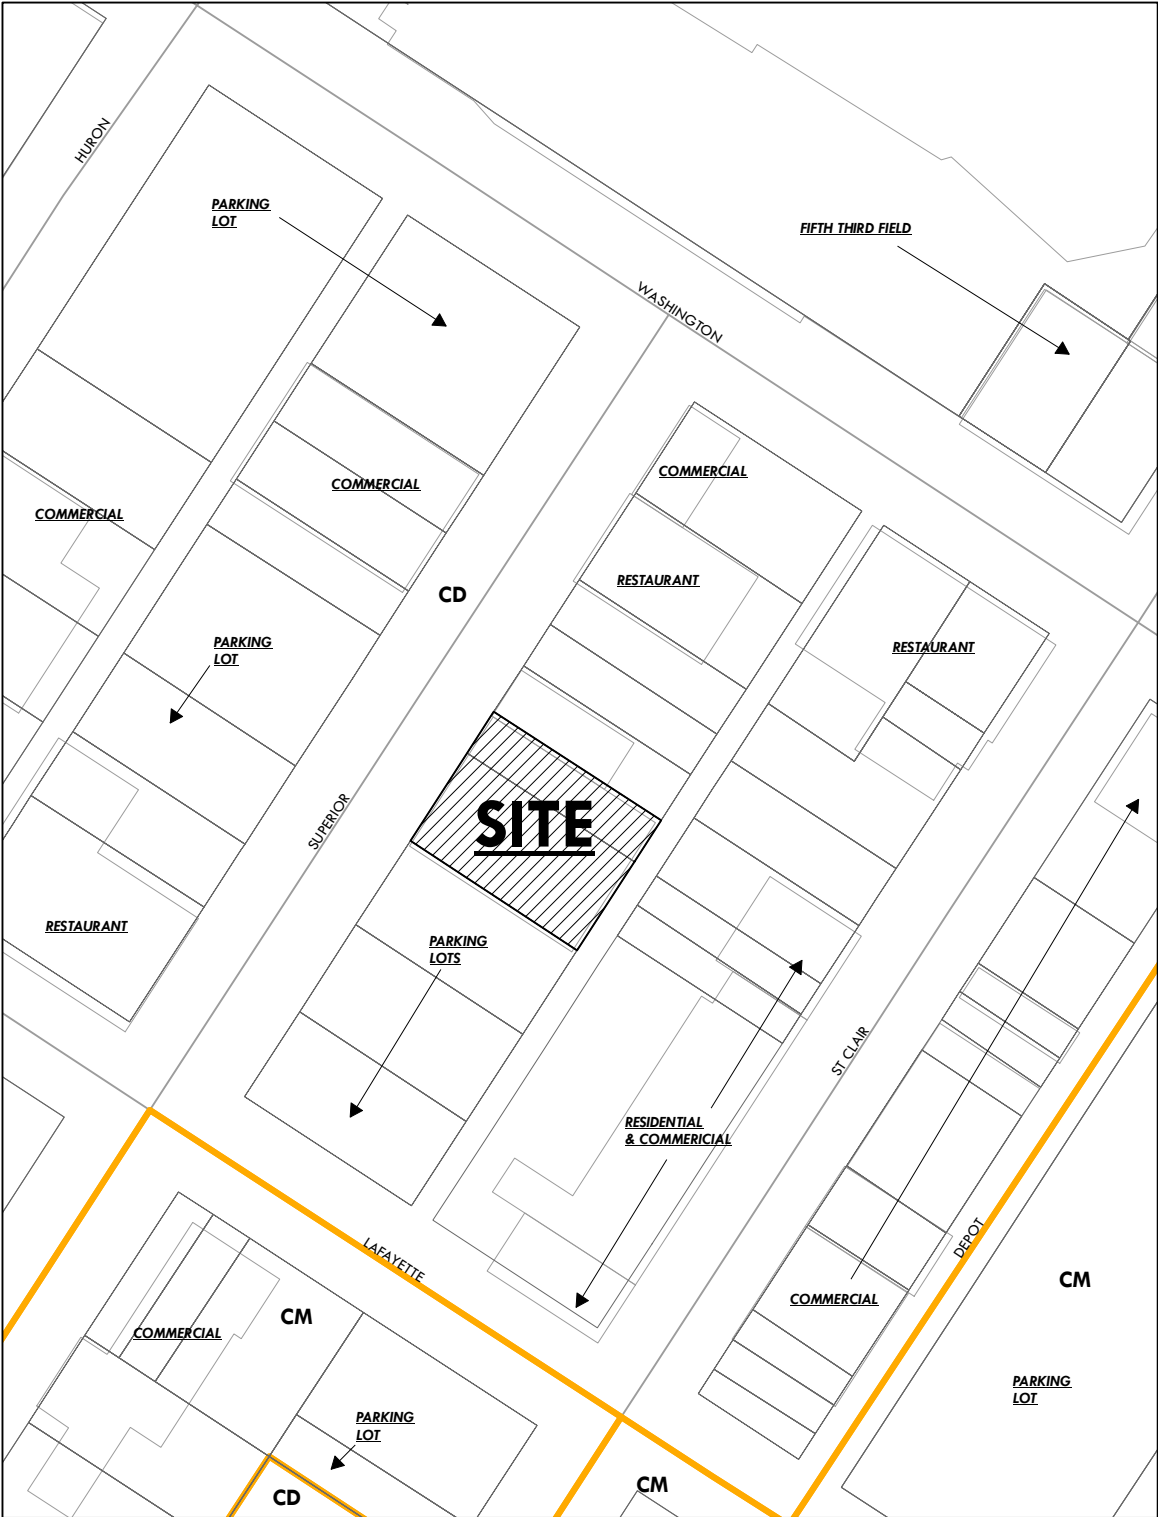 HURON
PARKING
LOT
FIFTH THIRD FIELD
WASHINGTON
COMMERCIAL
COMMERCIAL
COMMERCIAL
RESTAURANT
CD
PARKING
LOT
RESTAURANT
SUPERIOR
SITE
RESTAURANT
PARKING
LOTS
ST CLAIR
RESIDENTIAL
& COMMERICIAL
DEPOT
LAFAYETTE
CM
COMMERCIAL
CM
COMMERCIAL
PARKING
LOT
PARKING
LOT
CM
CD